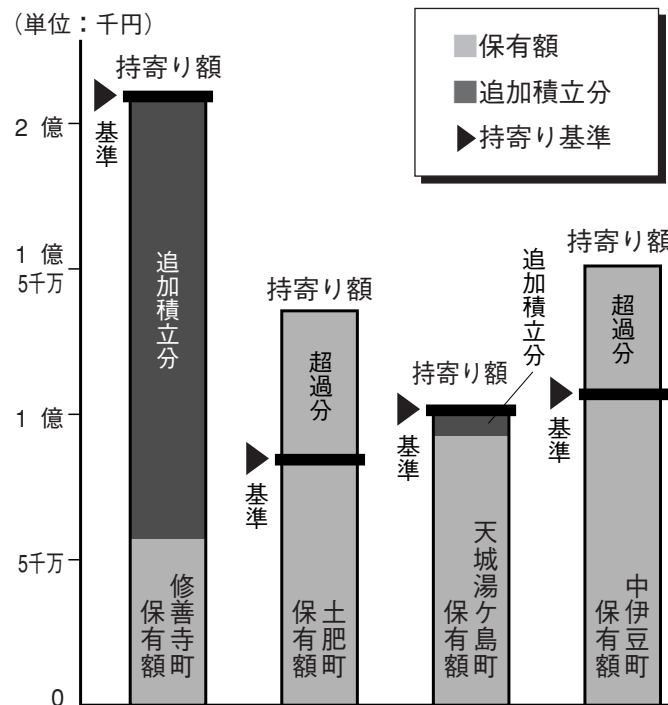 （単位：千円）
保有額
追加積立分
持寄り基準
2 億
1 億
5千万
1 億
5千万
0
持寄り額
基準
追加積立分
修善寺町
保有額
持寄り額
超過分
基準
土肥町
保有額
持寄り額
追加積立分
基準
天城湯ケ島町
保有額
持寄り額
超過分
基準
中伊豆町
保有額